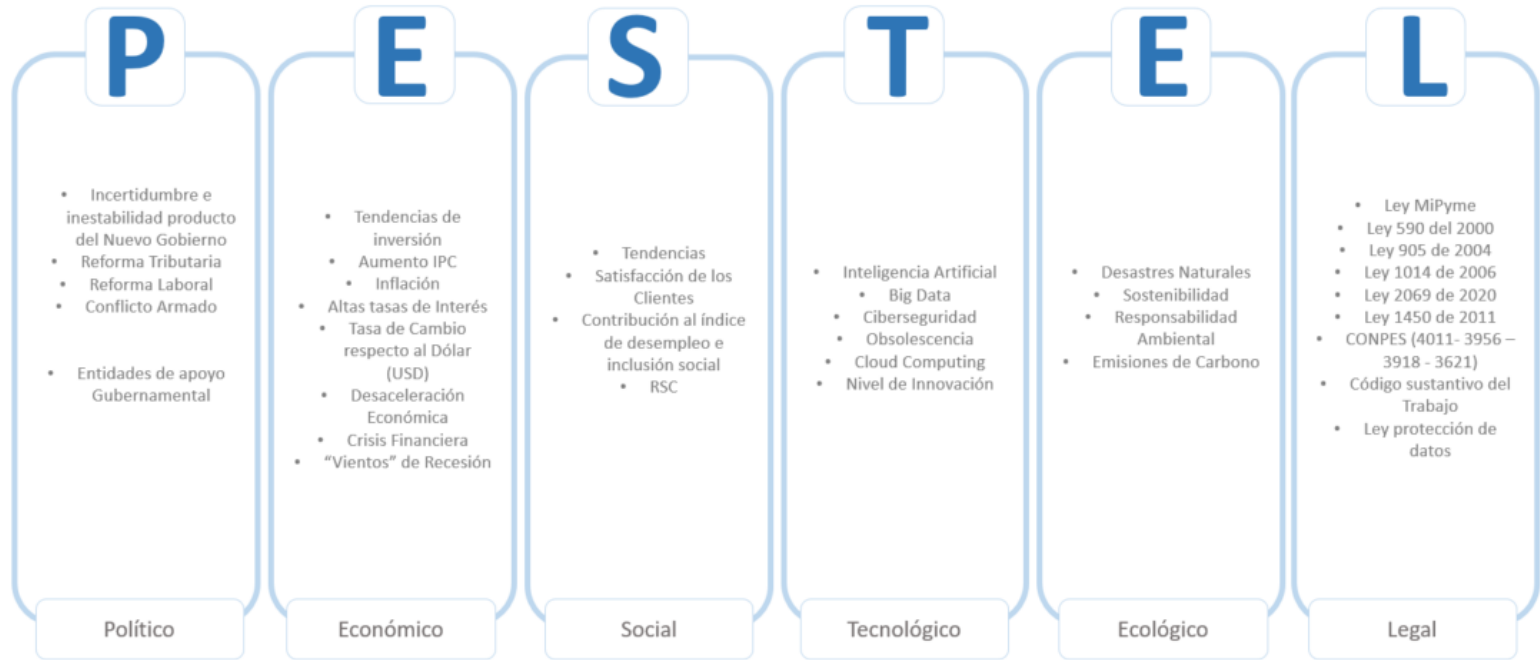 P
• Incertidumbre e
inestabilidad producto
del Nuevo Gobierno
• Reforma Tributaria
• Reforma Laboral
• Conflicto Armado
• Entidades de apoyo
Gubernamental
Político
E
• Tendencias de
inversión
• Aumento IPC
• Inflación
• Altas tasas de Interés
• Tasa de Cambio
respecto al Dólar
(USD)
• Desaceleración
Económica
• Crisis Financiera
• “Vientos” de Recesión
Económico
S
• Tendencias
• Satisfacción de los
Clientes
• Contribución al índice
de desempleo e
inclusión social
• RSC
Social
T
• Inteligencia Artificial
• Big Data
• Ciberseguridad
• Obsolescencia
• Cloud Computing
• Nivel de Innovación
Tecnológico
E
• Desastres Naturales
• Sostenibilidad
• Responsabilidad
Ambiental
• Emisiones de Carbono
Ecológico
L
• Ley MiPyme
• Ley 590 del 2000
• Ley 905 de 2004
• Ley 1014 de 2006
• Ley 2069 de 2020
• Ley 1450 de 2011
• CONPES (4011- 3956 –
3918 - 3621)
• Código sustantivo del
Trabajo
• Ley protección de
datos
Legal